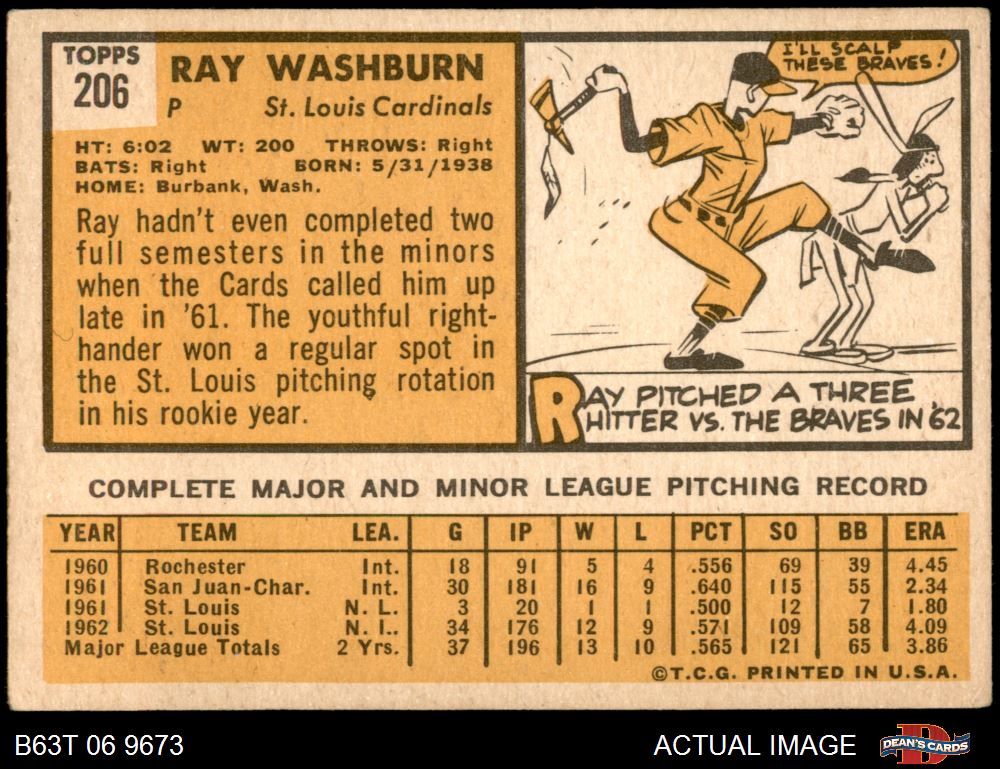 TOPPS
206
RAY WASHBURN
P St. Louis Cardinals
HT: 6:02 WT: 200 THROWS: Right
BATS: Right BORN: 5/31/1938
HOME: Burbank, Wash.
Ray hadn't even completed two
full semesters in the minors
when the Cards called him up
late in '61. The youthful right-
hander won a regular spot in
the St. Louis pitching rotation
in his rookie year.
I'LL SCALP
THESE BRAVES!
RAY PITCHED A THREE
HITTER VS. THE BRAVES IN '62
COMPLETE MAJOR AND MINOR LEAGUE PITCHING RECORD
YEAR TEAM LEA. G IP W L PCT SO BB ERA
1960 Rochester Int. 18 91 5 4 .556 69 39 4.45
1961 San Juan-Char. Int. 30 181 16 9 .640 115 55 2.34
1961 St. Louis N. L. 3 20 1 1 .500 12 7 1.80
1962 St. Louis N. L. 34 176 12 9 .571 109 58 4.09
Major League Totals 2 Yrs. 37 196 13 10 .565 121 65 3.86
©T.C.G. PRINTED IN U.S.A.
B63T 06 9673
ACTUAL IMAGE
DEAN'S CARDS